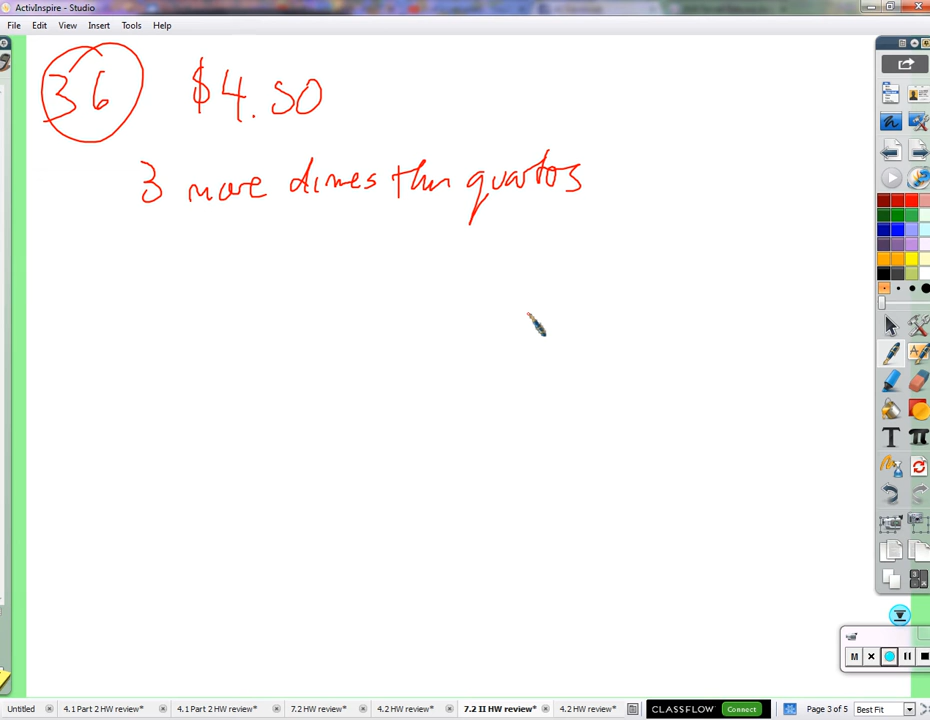 ActivInspire - Studio
File Edit View Insert Tools Help
36 $4.50
3 more dimes than quarters
M
Untitled 4.1 Part 2 HW review* 4.1 Part 2 HW review* 7.2 HW review* 4.2 HW review* 7.2 II HW review* 4.2 HW review* CLASSFLOW Connect Page 3 of 5 Best Fit